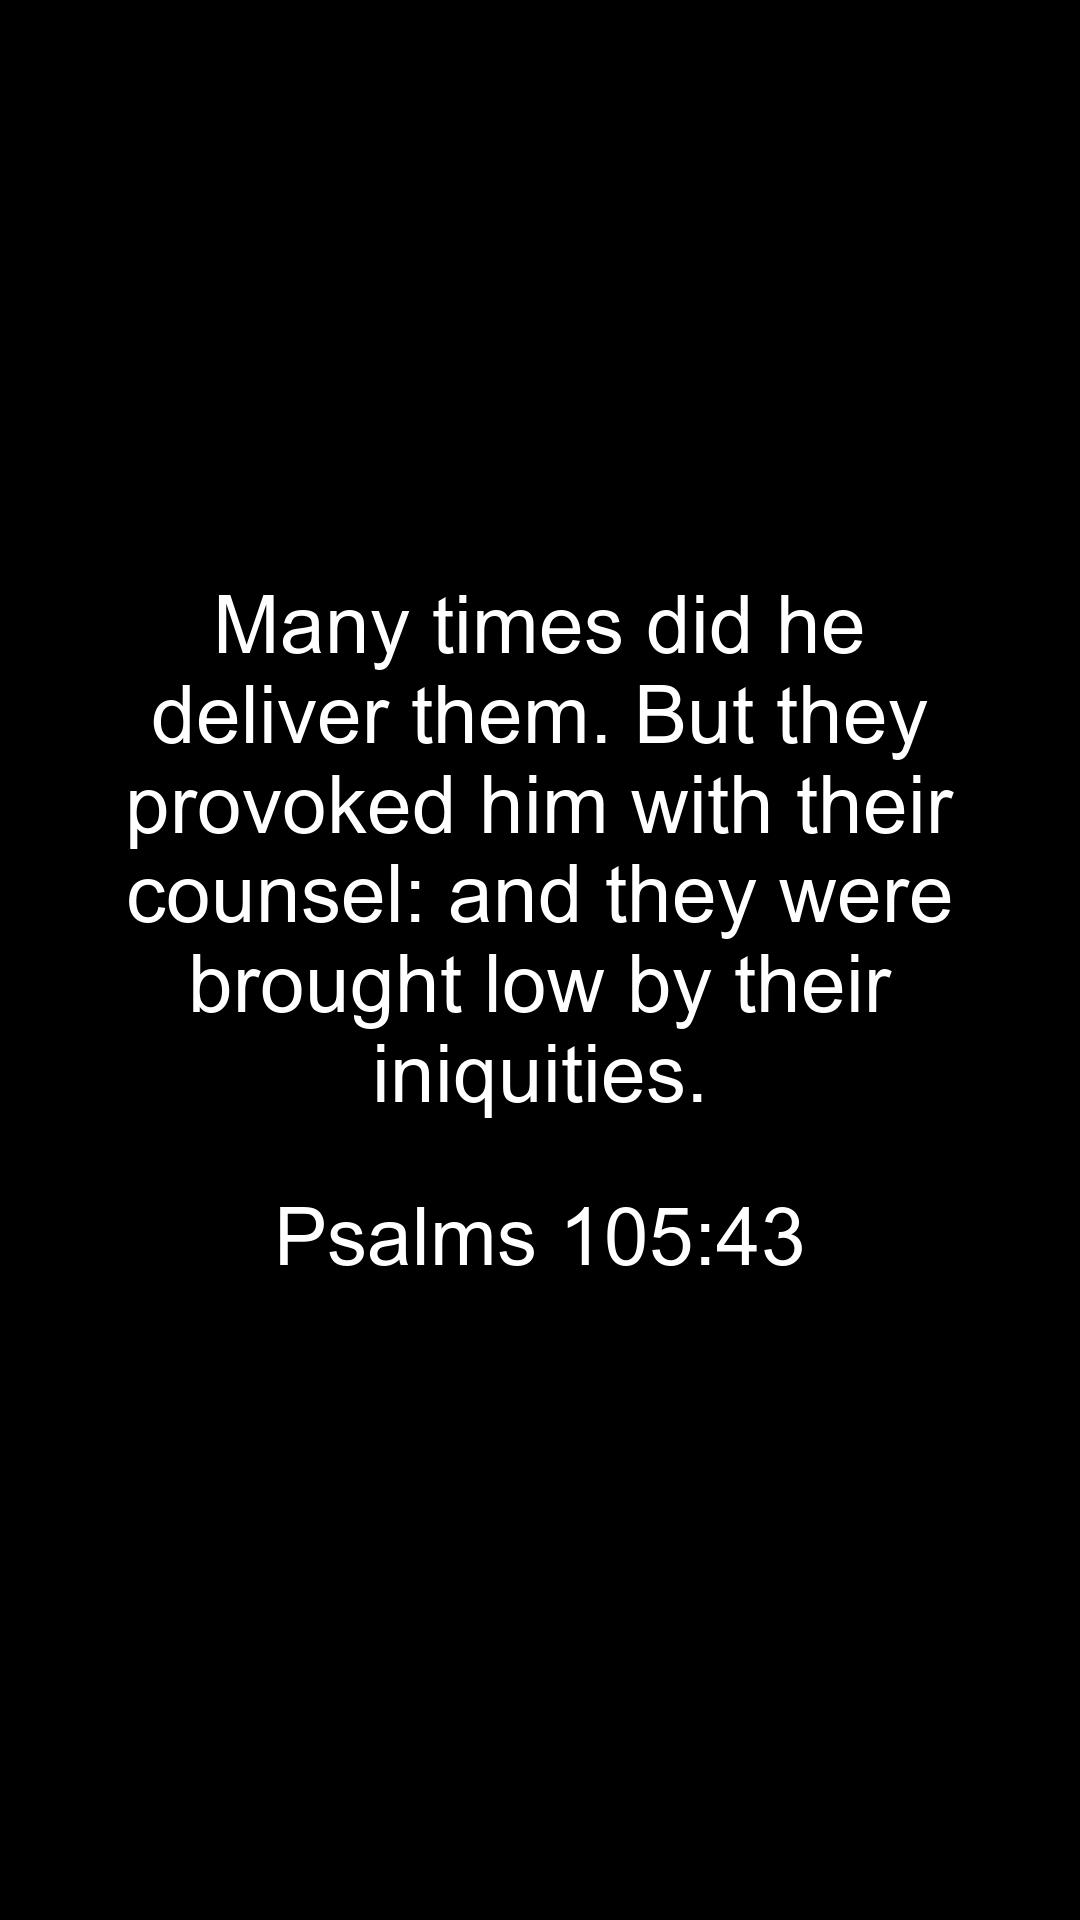 Many times did he
deliver them. But they
provoked him with their
counsel: and they were
brought low by their
iniquities.
Psalms 105:43